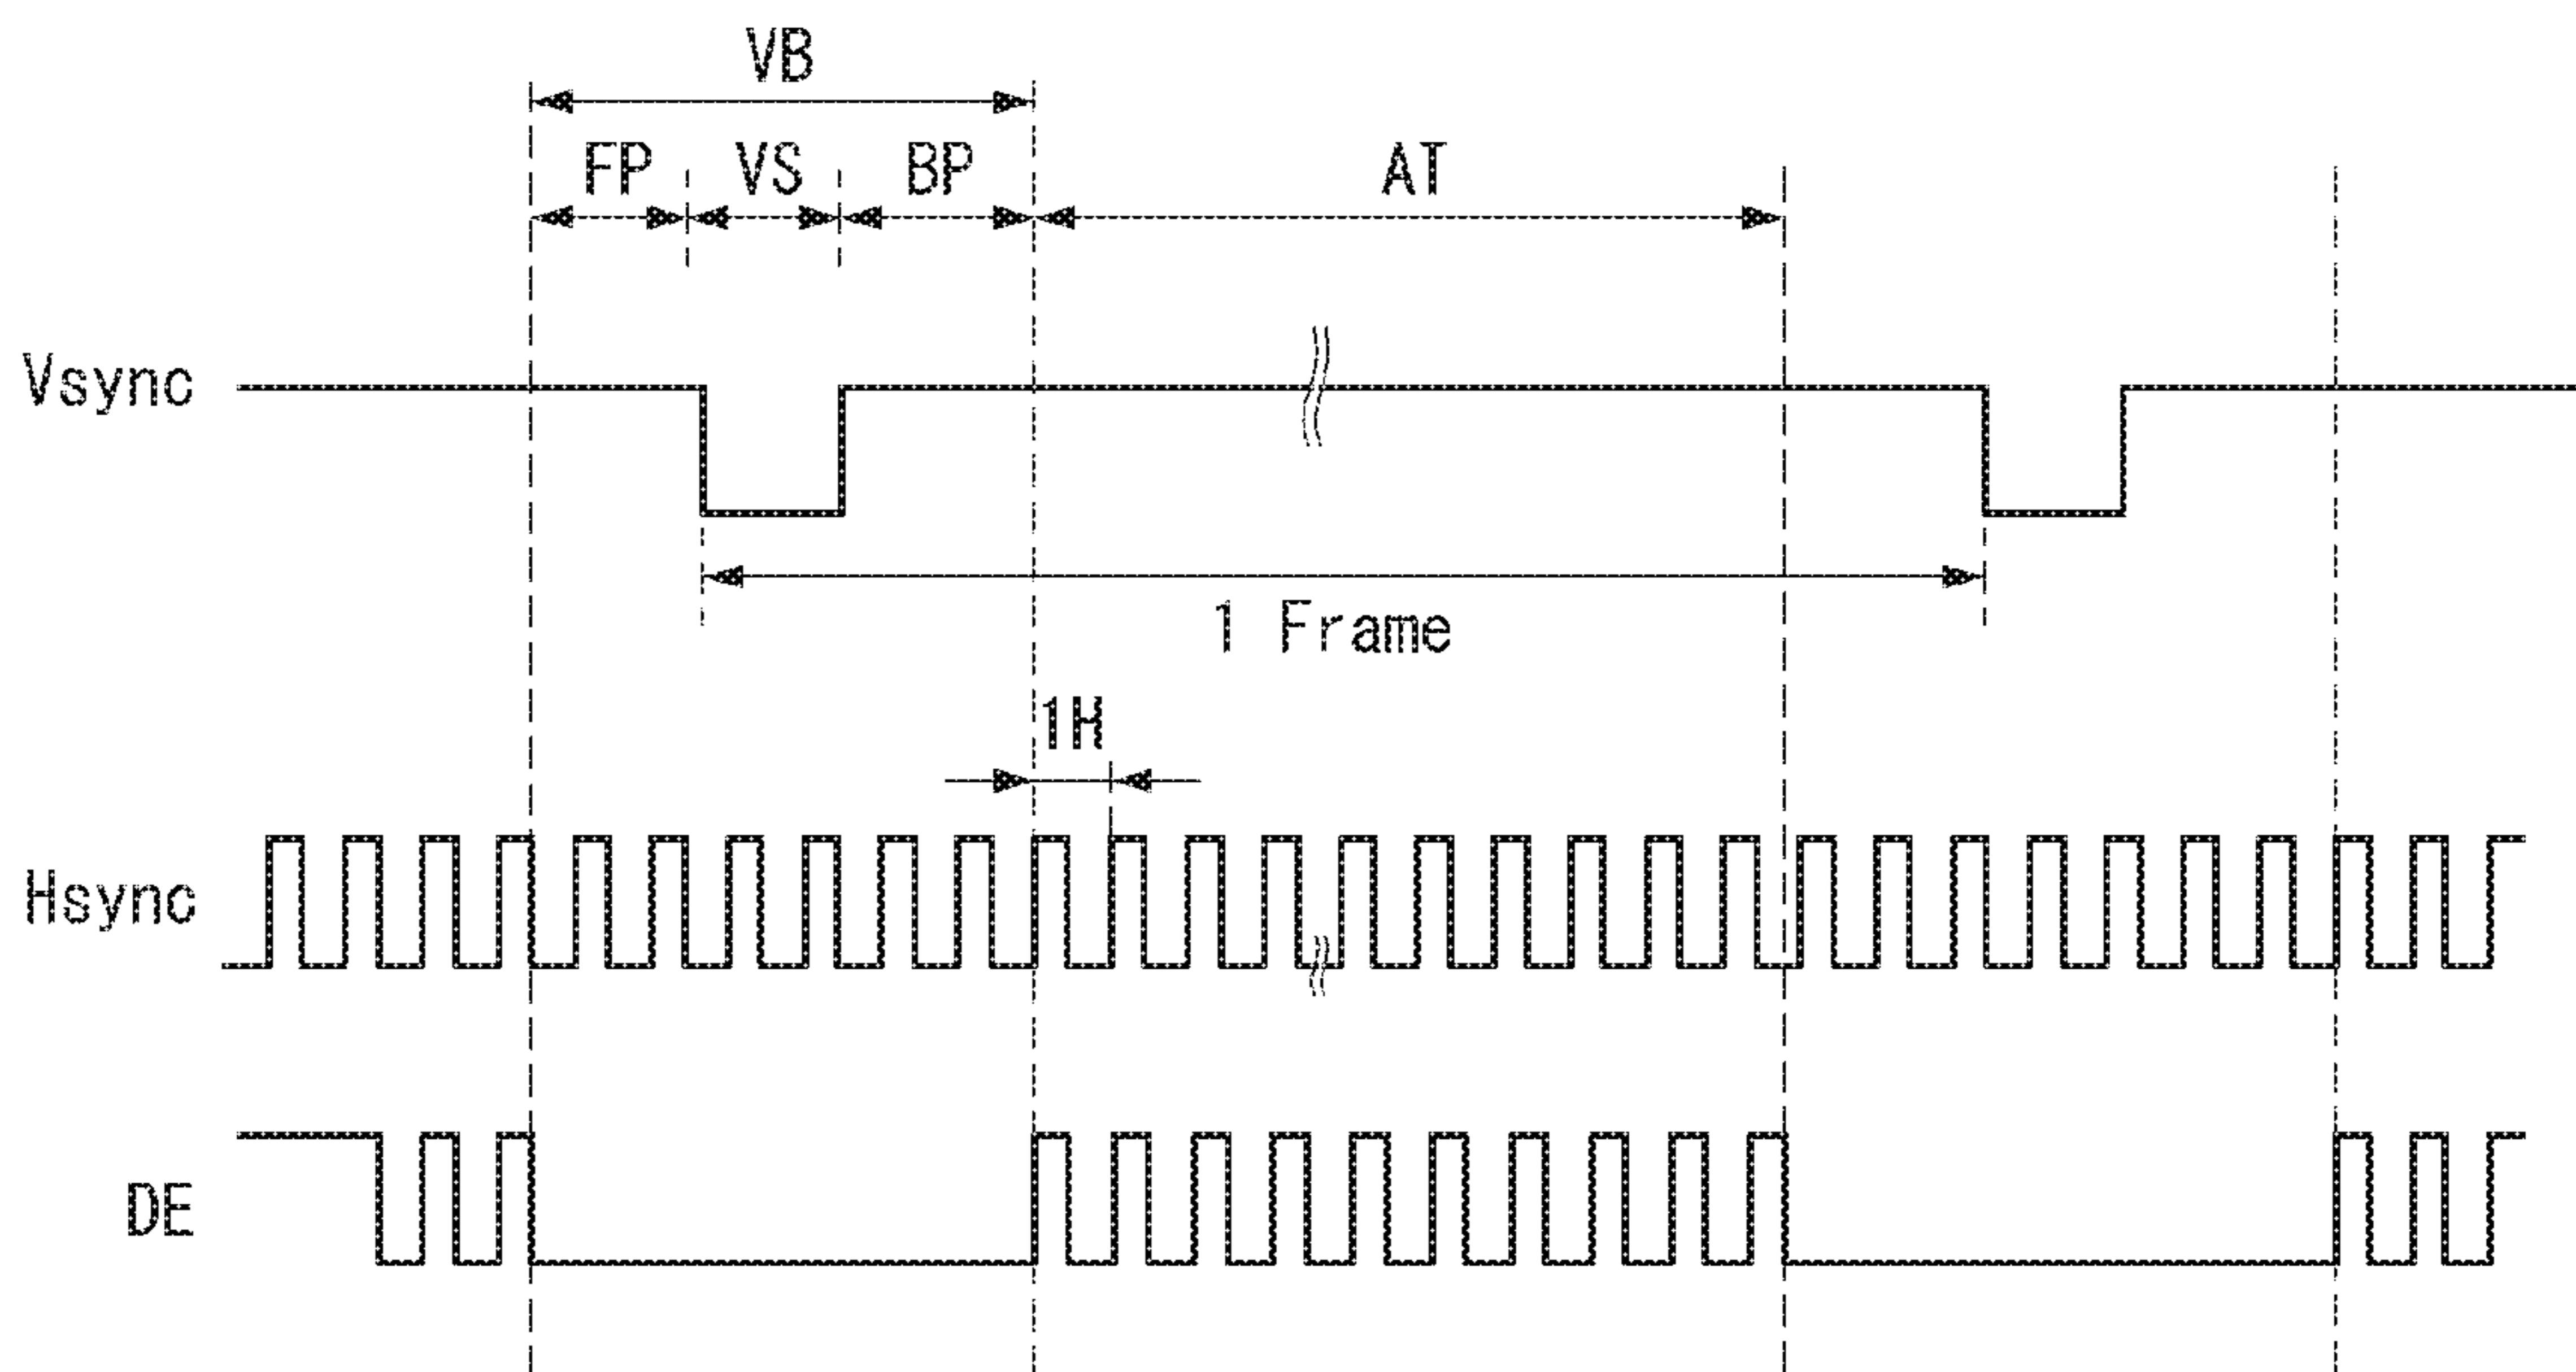 VB
FP VS BP AT
Vsync
1 Frame
1H
Hsync
DE